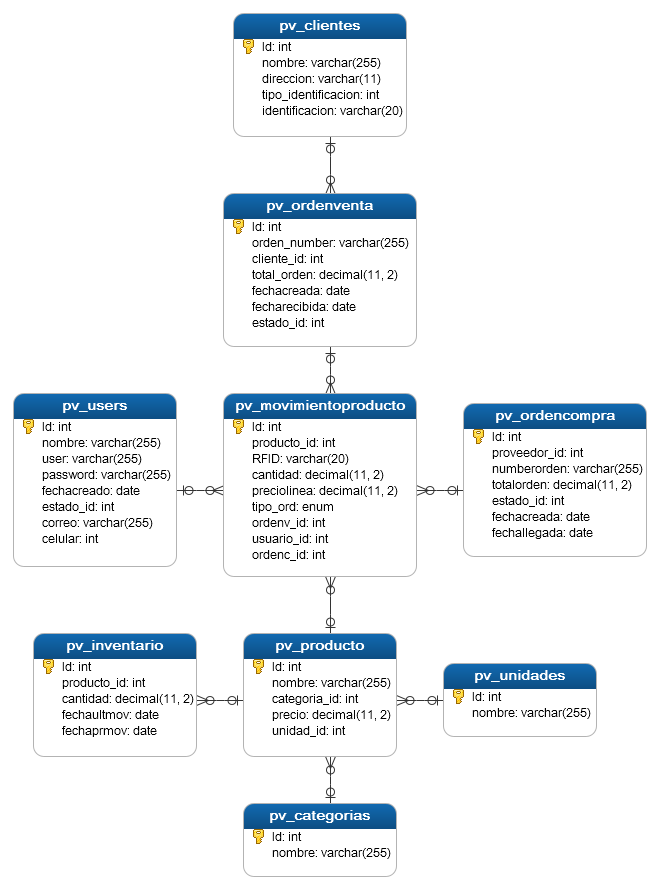 pv_clientes
Id: int
nombre: varchar(255)
direccion: varchar(11)
tipo_identificacion: int
identificacion: varchar(20)
pv_ordenventa
Id: int
orden_number: varchar(255)
cliente_id: int
total_orden: decimal(11, 2)
fechacreada: date
fecharecibida: date
estado_id: int
pv_users
Id: int
nombre: varchar(255)
user: varchar(255)
password: varchar(255)
fechacreado: date
estado_id: int
correo: varchar(255)
celular: int
pv_movimientoproducto
Id: int
producto_id: int
RFID: varchar(20)
cantidad: decimal(11, 2)
preciolinea: decimal(11, 2)
tipo_ord: enum
ordenv_id: int
usuario_id: int
ordenc_id: int
pv_ordencompra
Id: int
proveedor_id: int
numberorden: varchar(255)
totalorden: decimal(11, 2)
estado_id: int
fechacreada: date
fechallegada: date
pv_inventario
Id: int
producto_id: int
cantidad: decimal(11, 2)
fechaultmov: date
fechaprmov: date
pv_producto
Id: int
nombre: varchar(255)
categoria_id: int
precio: decimal(11, 2)
unidad_id: int
pv_unidades
Id: int
nombre: varchar(255)
pv_categorias
Id: int
nombre: varchar(255)